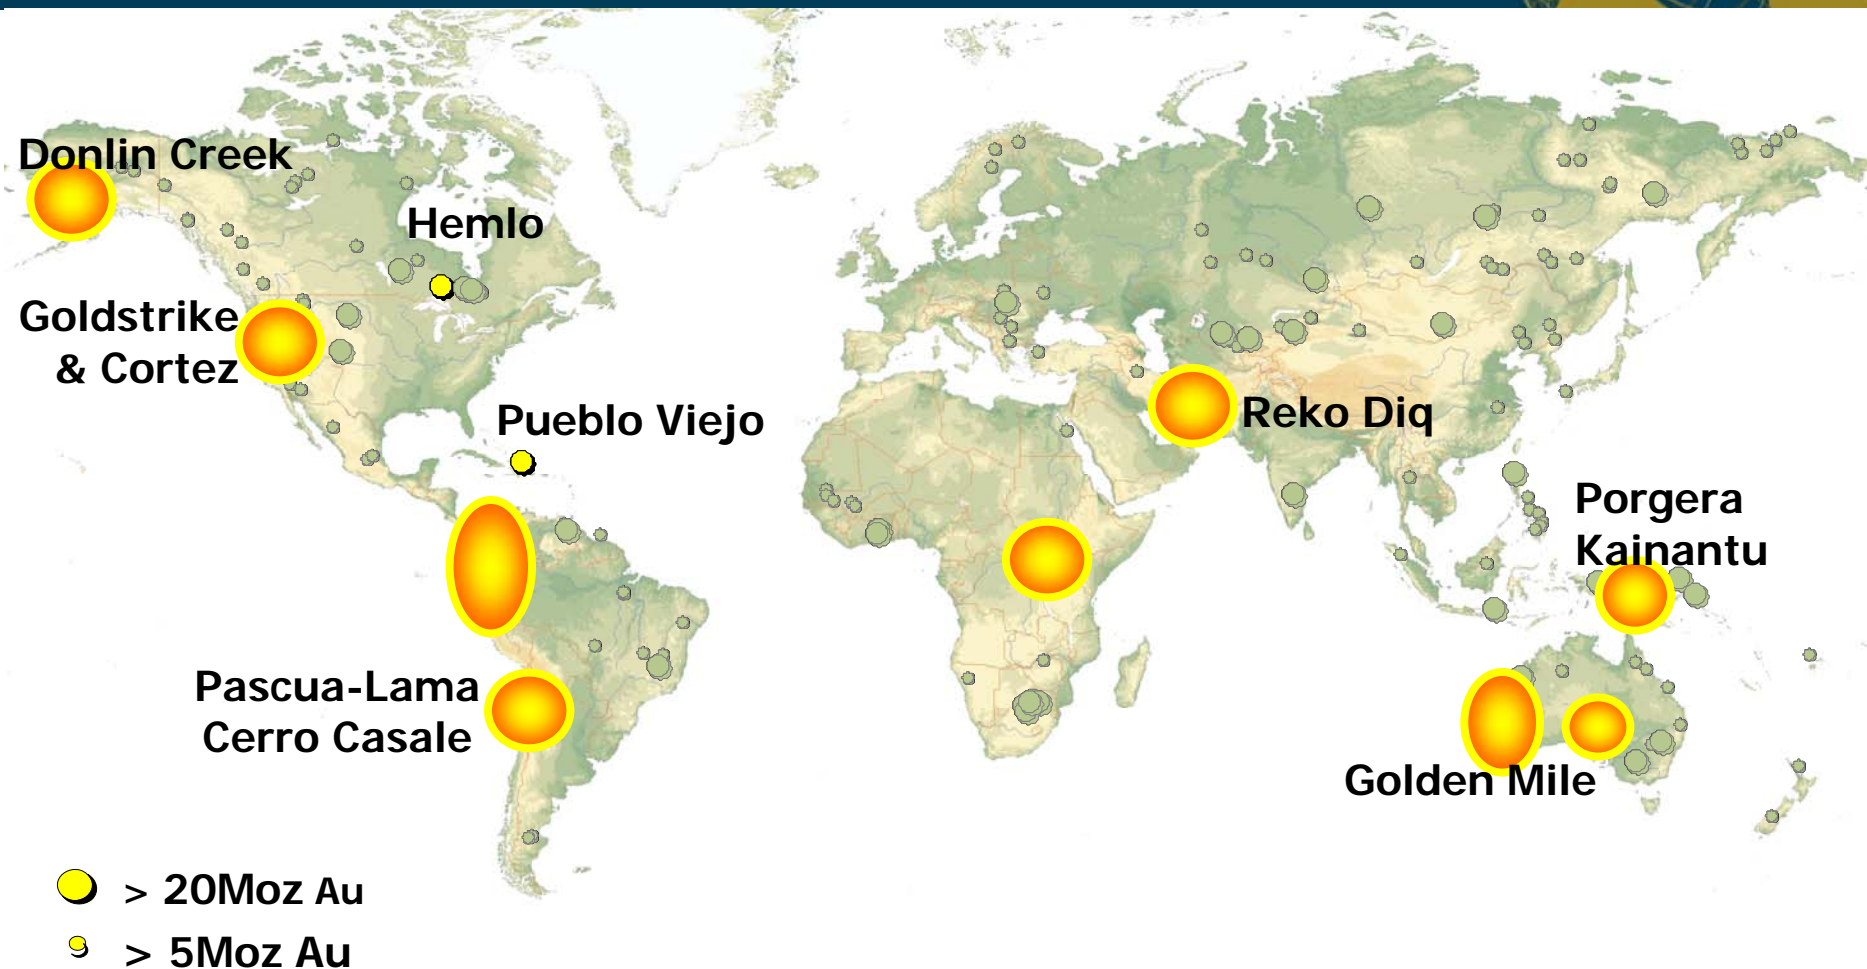 Donlin Creek
Hemlo
Goldstrike
& Cortez
Pueblo Viejo
Reko Diq
Porgera
Kainantu
Pascua-Lama
Cerro Casale
Golden Mile
> 20Moz Au
> 5Moz Au